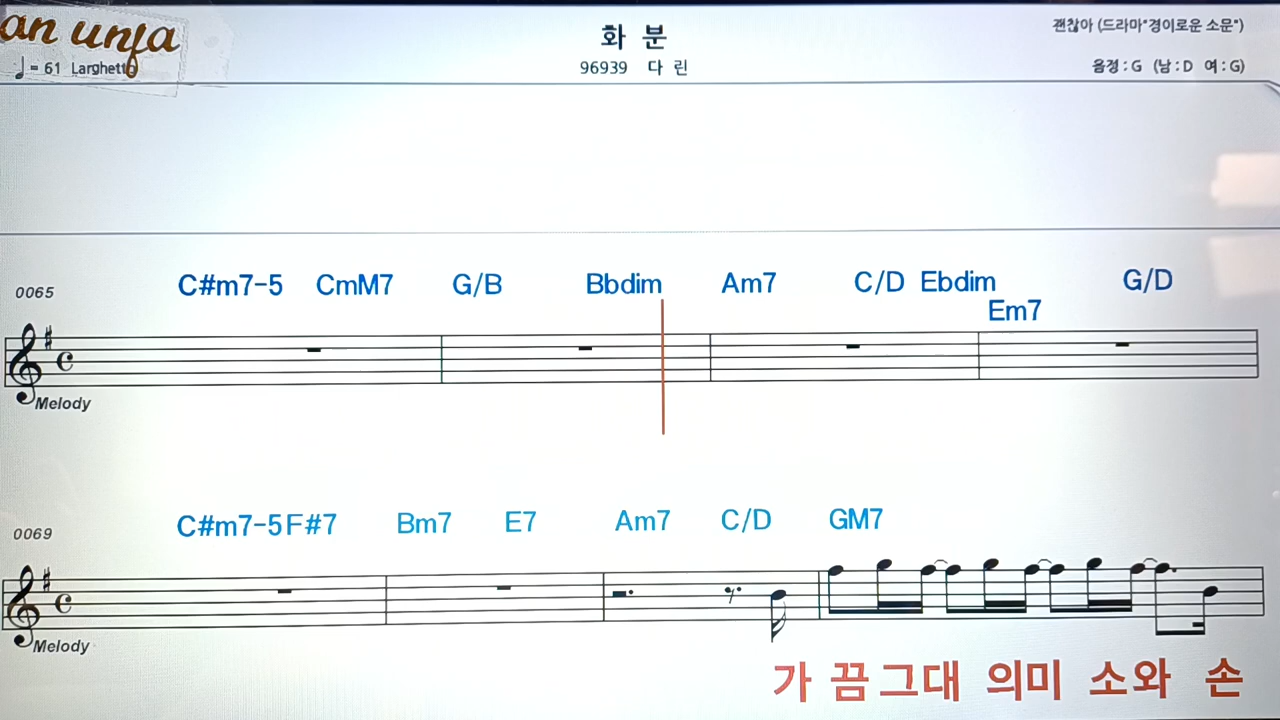 an unfa
화 분
괜찮아 (드라마"경이로운 소문")
♩= 61 Larghetto
96939 다 린
음정 : G (남 : D 여 : G)
C#m7-5 CmM7 G/B Bbdim Am7 C/D Ebdim G/D
Em7
0065
Melody
C#m7-5 F#7 Bm7 E7 Am7 C/D GM7
0069
Melody
가 끔 그대 의미 소와 손